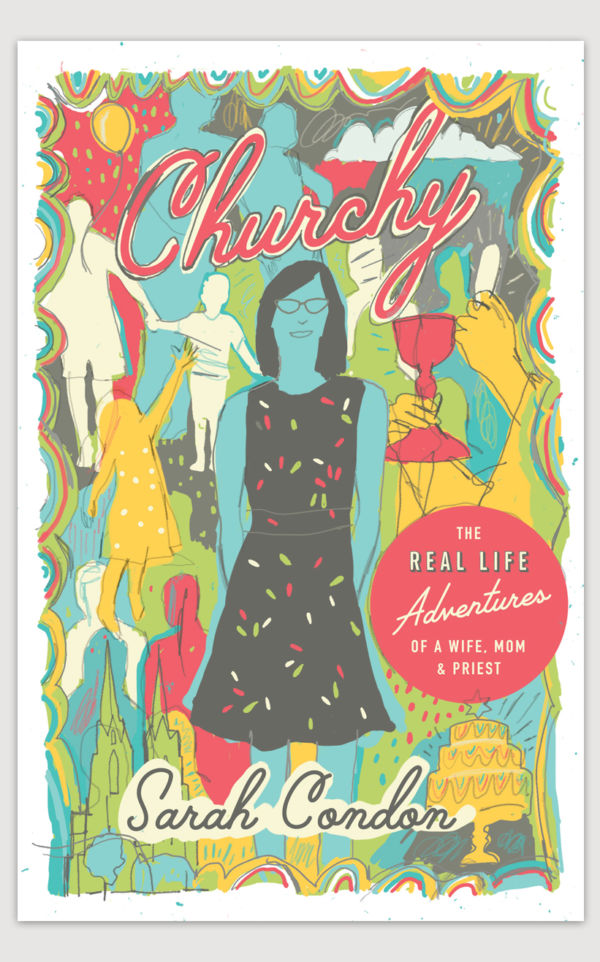 Churchy
THE
REAL LIFE
Adventures
OF A WIFE, MOM
& PRIEST
Sarah Condon